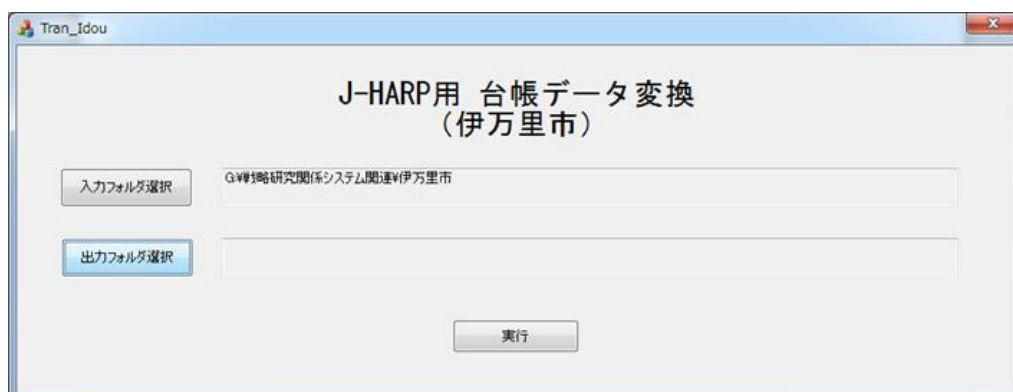 Tran_Idou
J-HARP用 台帳データ変換
（伊万里市）
入力フォルダ選択
G:¥戦略研究関係システム関連¥伊万里市
出力フォルダ選択
実行